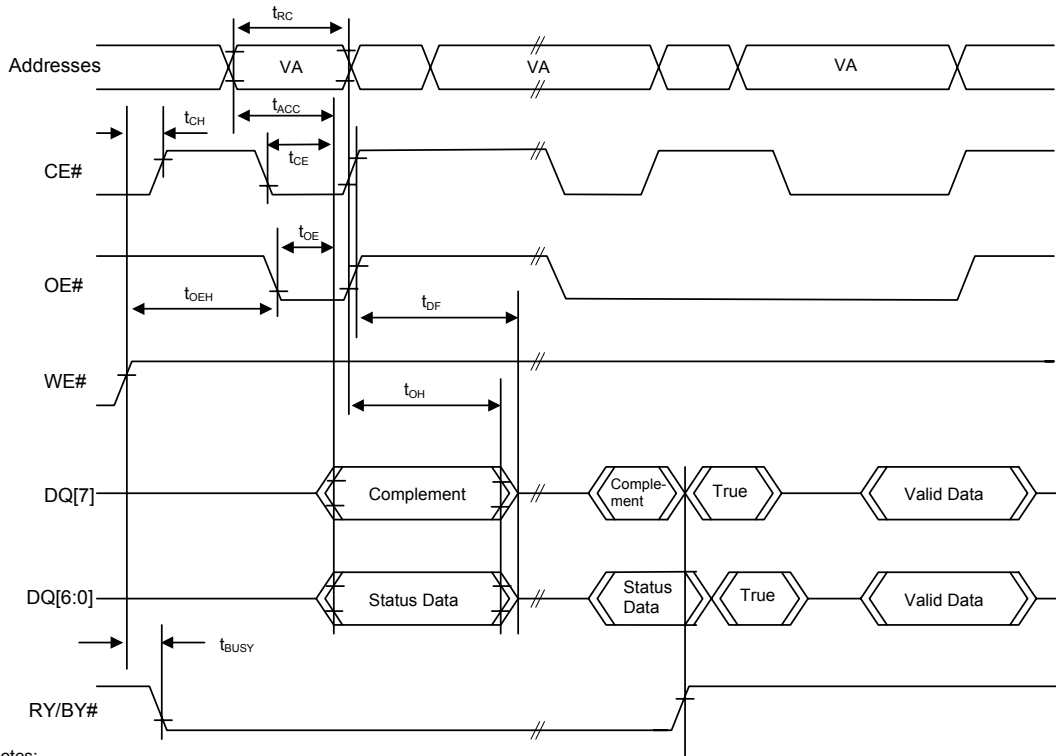 tRC
Addresses
VA
VA
VA
tACC
tCH
tCE
CE#
tOE
OE#
tOEH
tDF
WE#
tOH
DQ[7]
Complement
Comple-
ment
True
Valid Data
DQ[6:0]
Status Data
Status
Data
True
Valid Data
tBUSY
RY/BY#